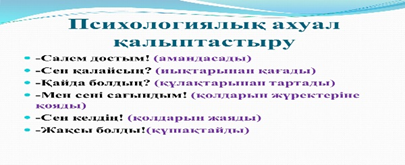 Психологиялық ахуал
қалыптастыру
-Салем достым! (амандасады)
-Сен қалайсың? (иықтарынан қағады)
-Қайда болдың? (құлақтарынан тартады)
-Мен сені сағындым! (қолдарын жүректеріне
қояды)
-Сен келдің! (қолдарын жаяды)
-Жақсы болды!(құшақтайды)